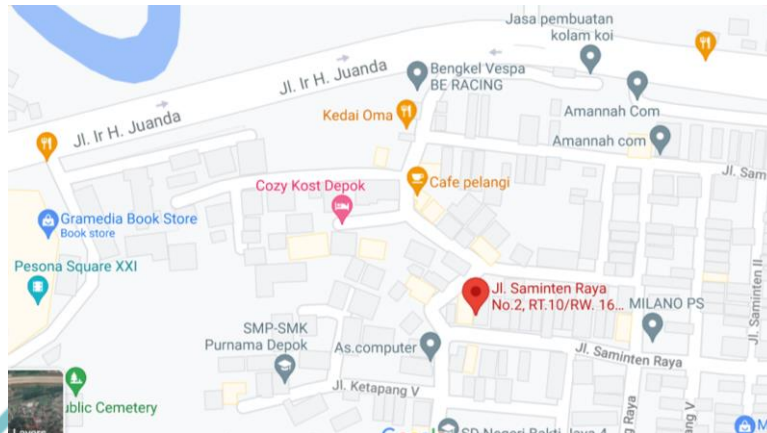 Jasa pembuatan
kolam koi
Jl. Ir H. Juanda
Bengkel Vespa
BE RACING
Kedai Oma
Amannah Com
Jl. Ir H. Juanda
Amannah com
Jl. Sam
Cozy Kost Depok
Cafe pelangi
Gramedia Book Store
Book store
Pesona Square XXI
Jl. Saminten Raya
No.2, RT.10/RW. 16...
MILANO PS
Jl. Saminten II
SMP-SMK
Purnama Depok
As.computer
Jl. Saminten Raya
Jl. Ketapang V
ublic Cemetery
g Raya
g V
SD Negeri Bakti Jaya 4
M
Layers